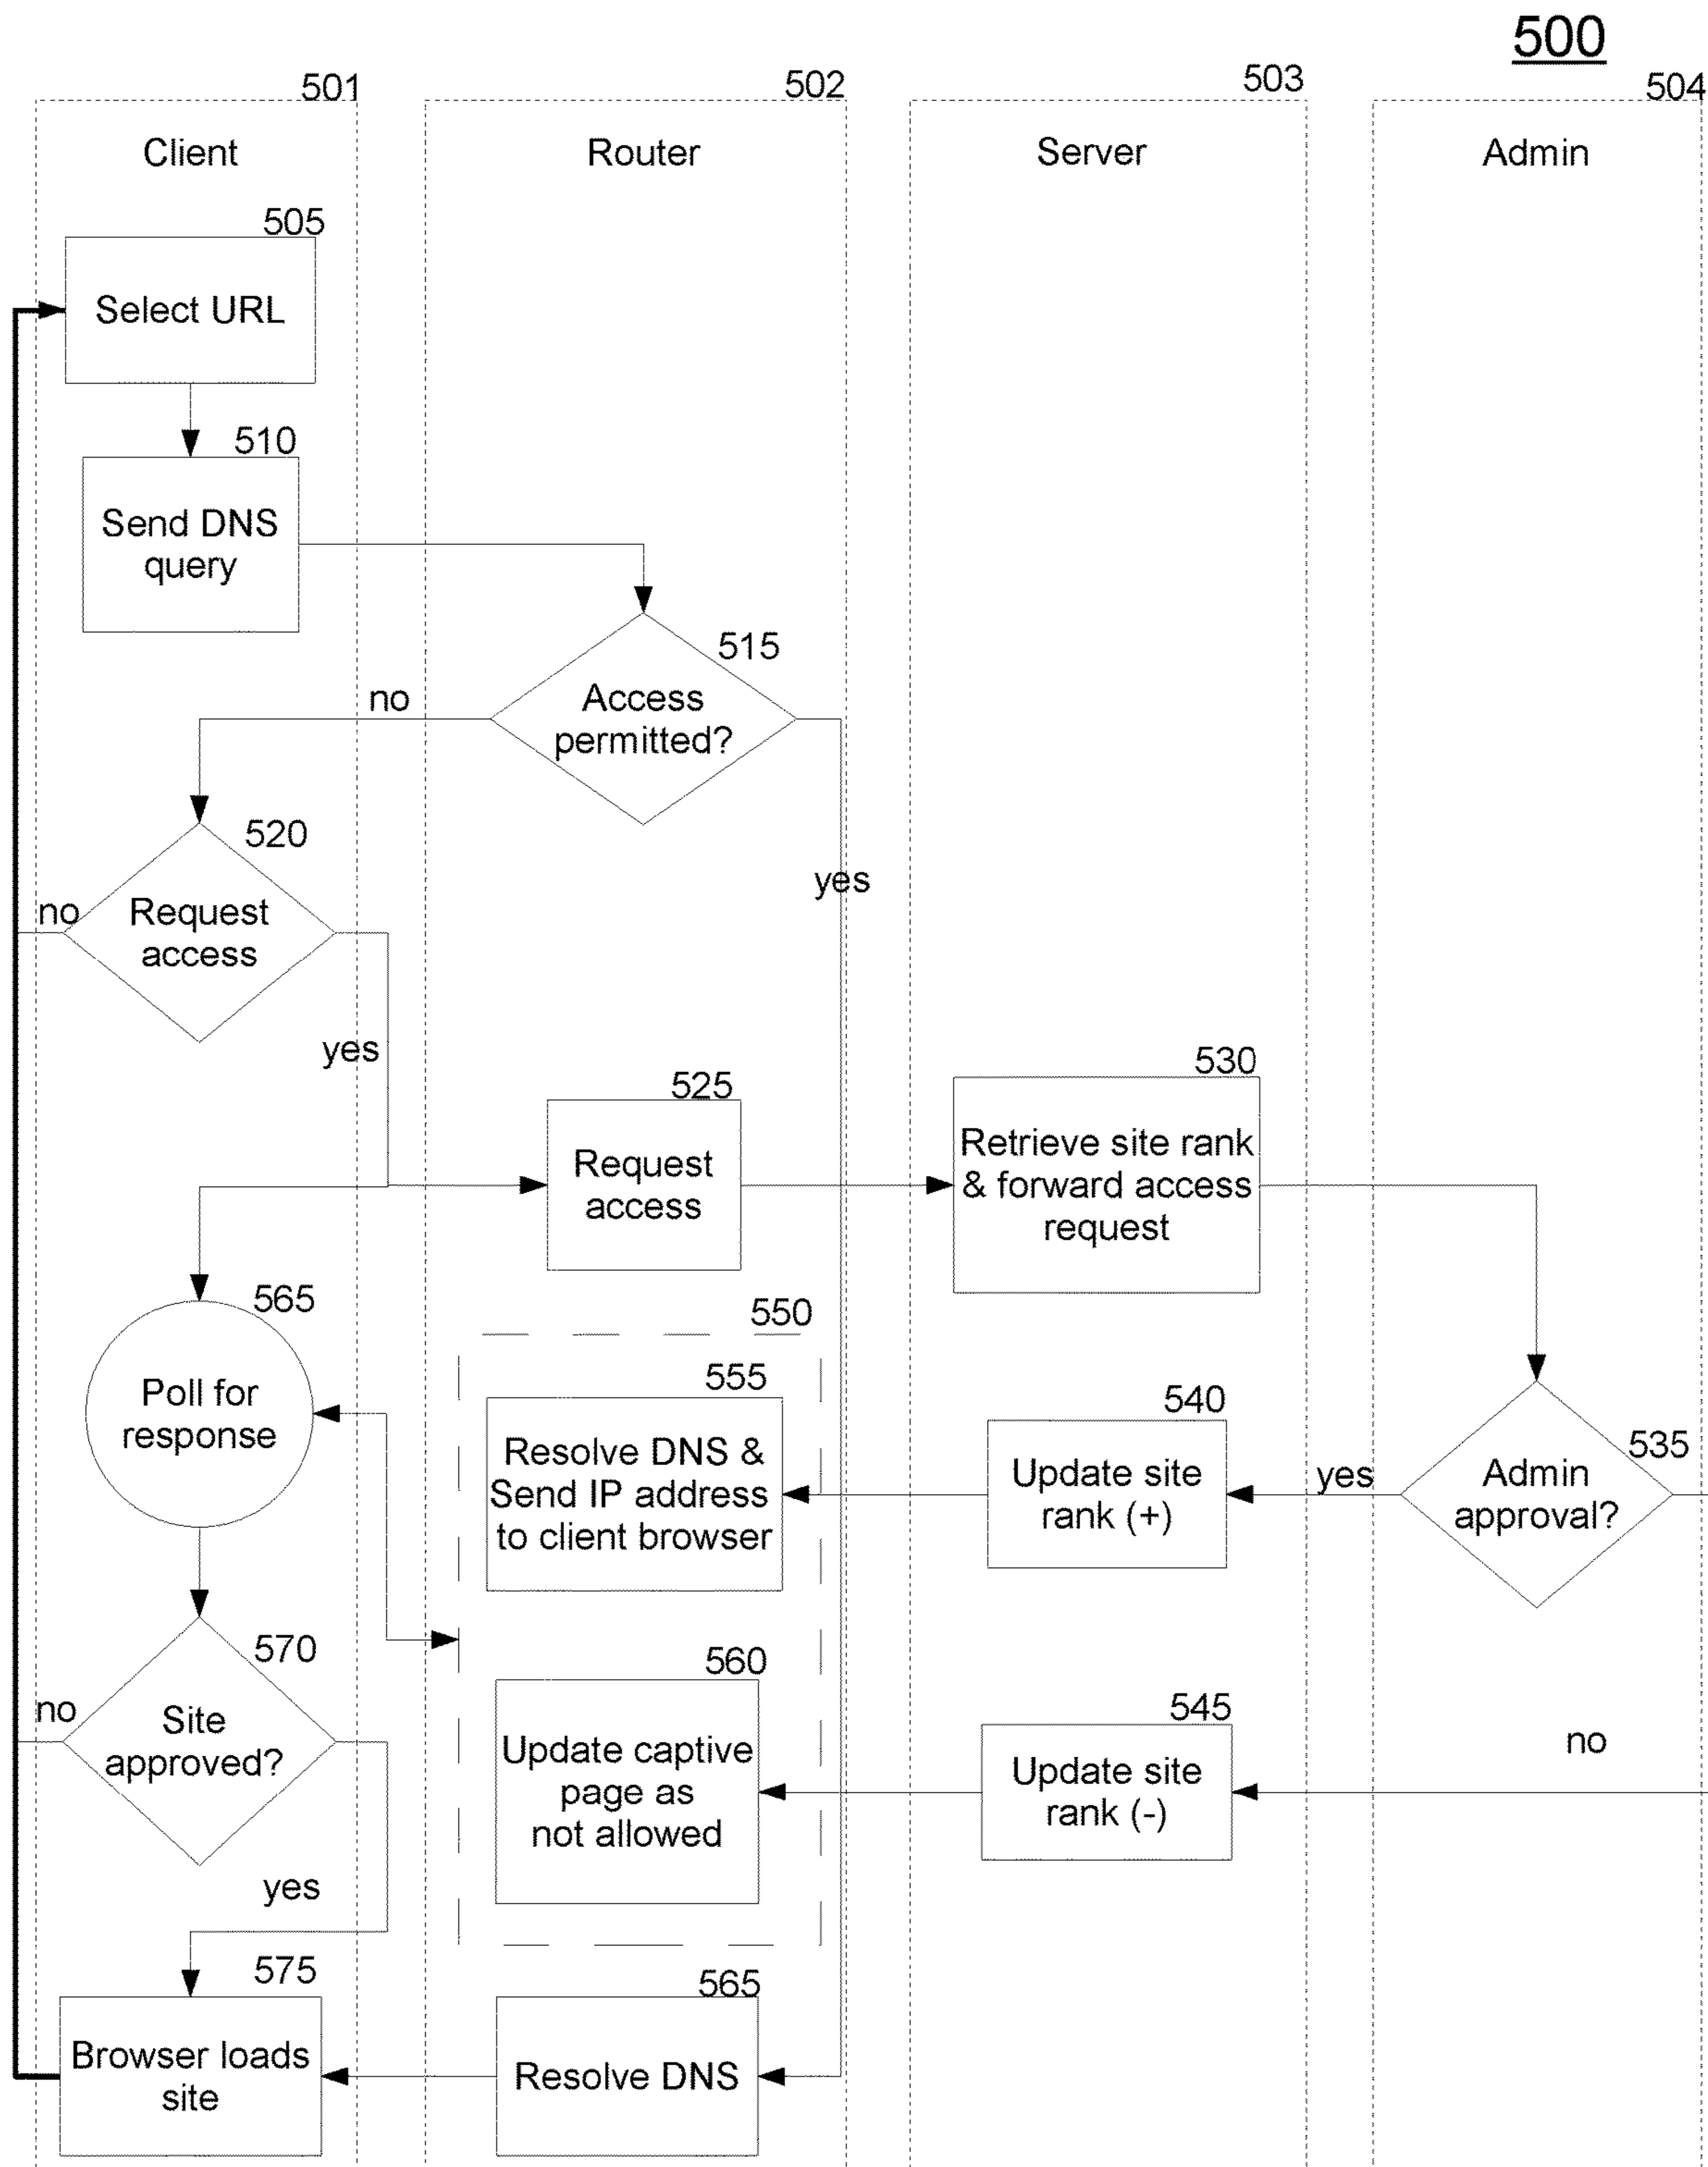 500
501
502
503
504
Client
Router
Server
Admin
505
Select URL
510
Send DNS
query
515
Access
permitted?
no
yes
520
Request
access
no
yes
525
Request
access
530
Retrieve site rank
& forward access
request
565
Poll for
response
550
555
Resolve DNS &
Send IP address
to client browser
540
Update site
rank (+)
yes
535
Admin
approval?
570
Site
approved?
no
yes
560
Update captive
page as
not allowed
545
Update site
rank (-)
no
575
Browser loads
site
565
Resolve DNS